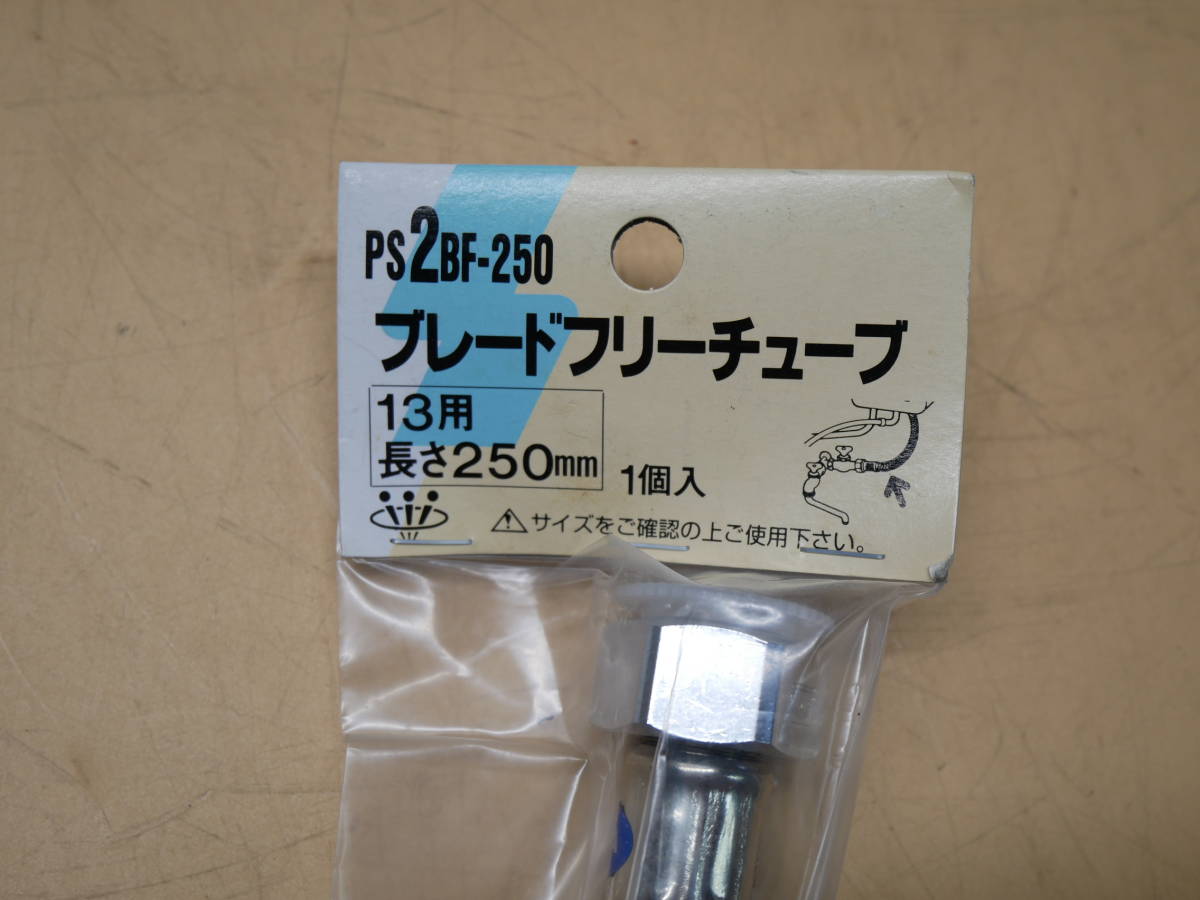 PS2BF-250
ブレードフリーチューブ
13用
長さ250mm
1個入
⚠サイズをご確認の上ご使用下さい。